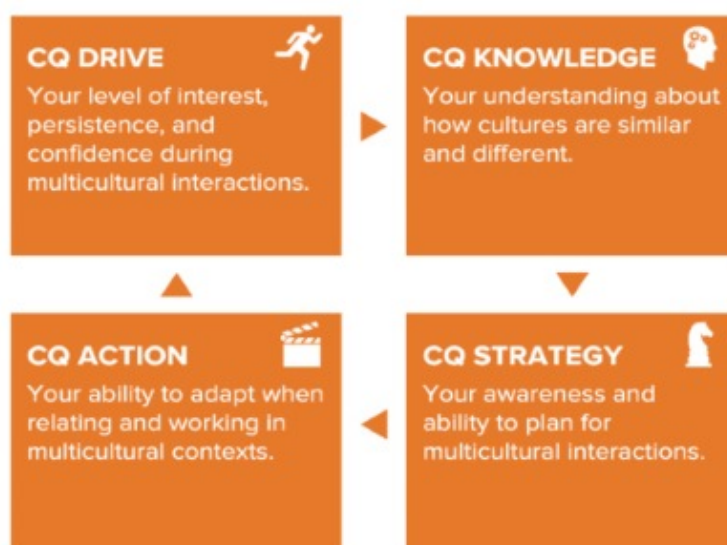 CQ DRIVE
Your level of interest,
persistence, and
confidence during
multicultural interactions.
CQ KNOWLEDGE
Your understanding about
how cultures are similar
and different.
CQ ACTION
Your ability to adapt when
relating and working in
multicultural contexts.
CQ STRATEGY
Your awareness and
ability to plan for
multicultural interactions.